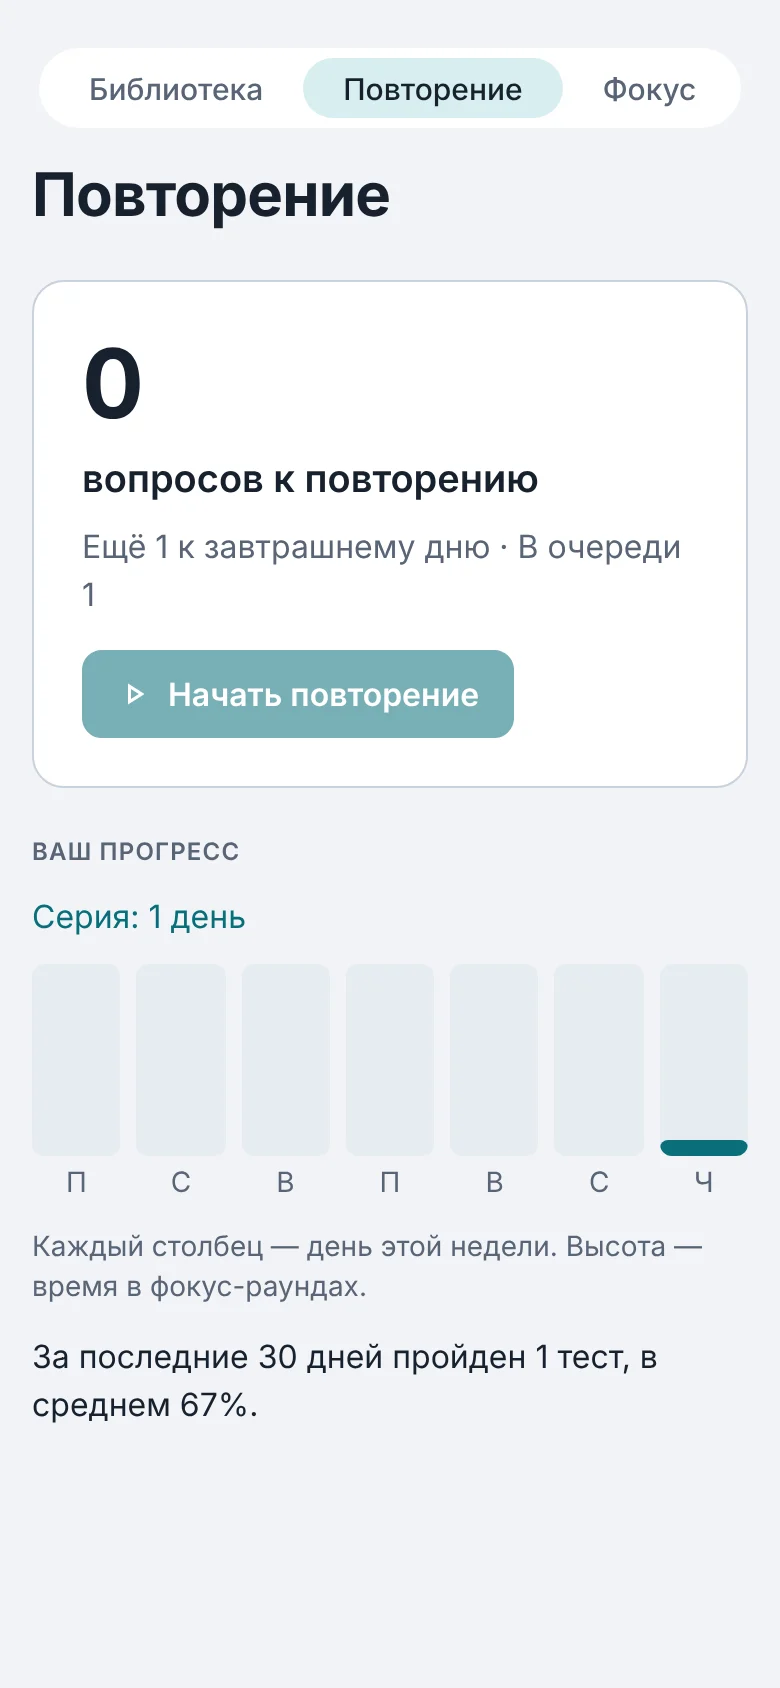 Библиотека Повторение Фокус
Повторение
0
вопросов к повторению
Ещё 1 к завтрашнему дню · В очереди
1
Начать повторение
ВАШ ПРОГРЕСС
Серия: 1 день
П С В П В С Ч
Каждый столбец — день этой недели. Высота —
время в фокус-раундах.
За последние 30 дней пройден 1 тест, в
среднем 67%.